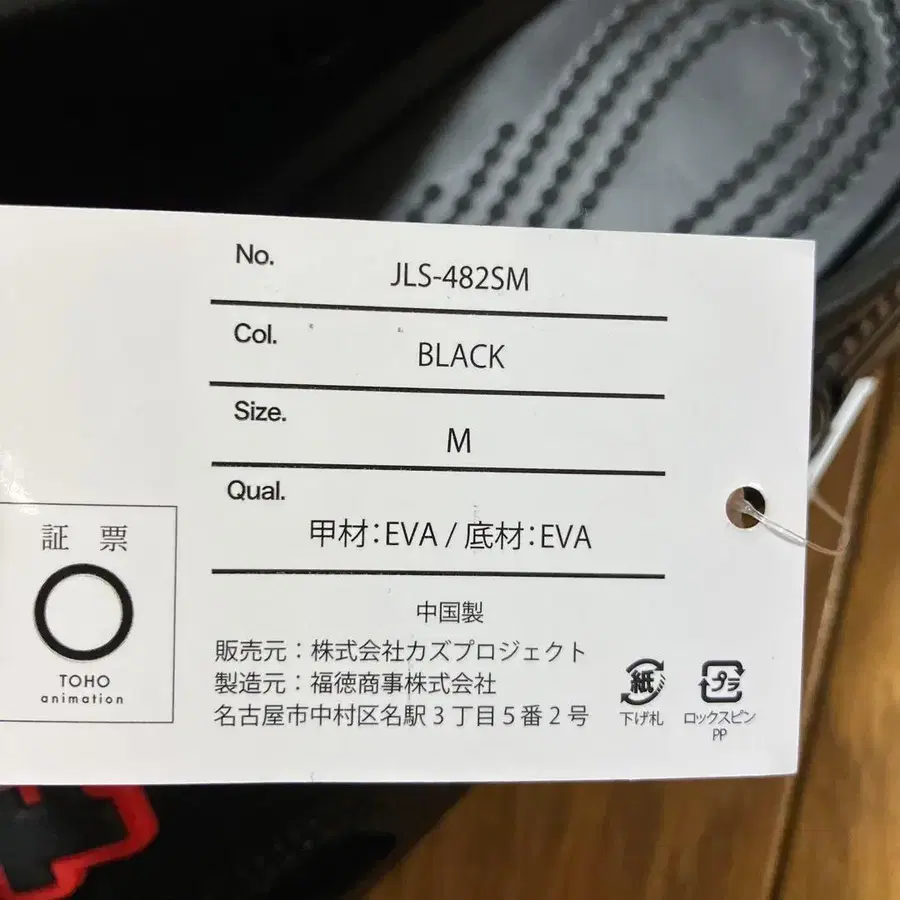 No. JLS-482SM
Col. BLACK
Size. M
Qual. 甲材:EVA / 底材:EVA
中国製
販売元：株式会社カズプロジェクト
製造元：福徳商事株式会社
名古屋市中村区名駅3丁目5番2号
証 票
TOHO
animation
紙
下げ札
プラ
ロックスピン
PP